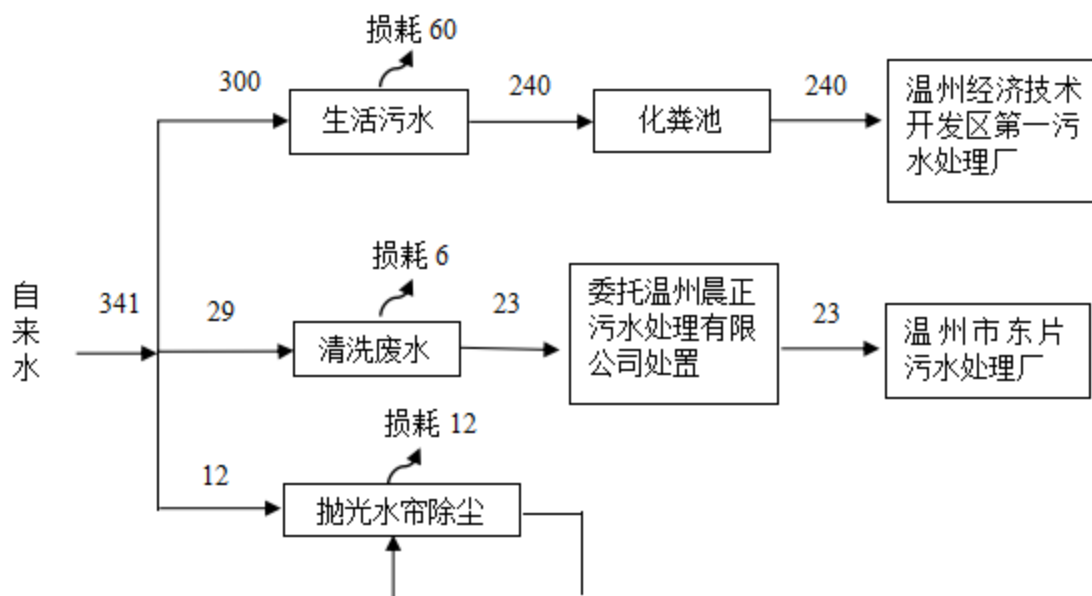 损耗 60
300
生活污水
240
化粪池
240
温州经济技术
开发区第一污
水处理厂
自来水
341
损耗 6
29
清洗废水
23
委托温州晨正
污水处理有限
公司处置
23
温州市东片
污水处理厂
损耗 12
12
抛光水帘除尘